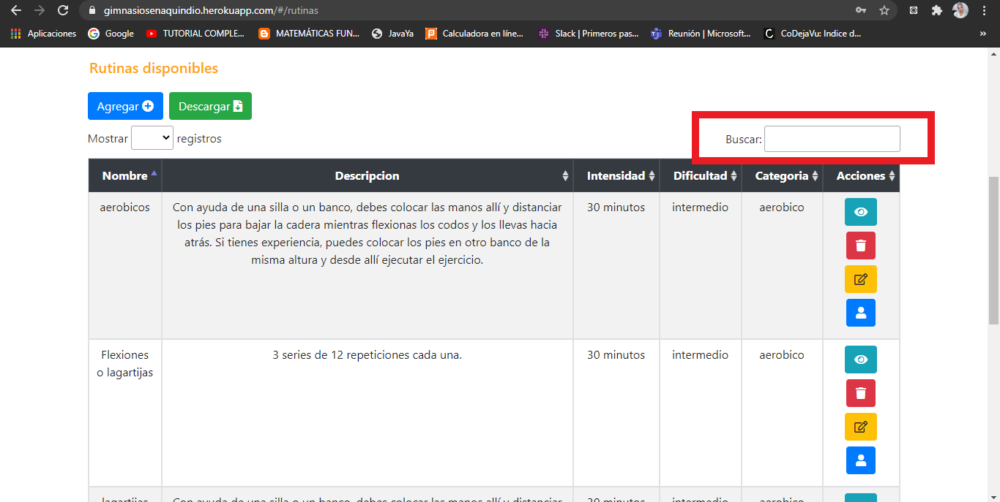 gimnasiosenaquindio.herokuapp.com/#/rutinas
Aplicaciones Google TUTORIAL COMPLE... MATEMÁTICAS FUN... JavaYa Calculadora en líne... Slack | Primeros pas... Reunión | Microsoft... CoDejaVu: Indice d... »
Rutinas disponibles
Agregar Descargar
Mostrar registros
Buscar:
Nombre Descripcion Intensidad Dificultad Categoria Acciones
aerobicos Con ayuda de una silla o un banco, debes colocar las manos allí y distanciar 30 minutos intermedio aerobico
los pies para bajar la cadera mientras flexionas los codos y los llevas hacia
atrás. Si tienes experiencia, puedes colocar los pies en otro banco de la
misma altura y desde allí ejecutar el ejercicio.
Flexiones 3 series de 12 repeticiones cada una. 30 minutos intermedio aerobico
o lagartijas
lagartijas Con ayuda de una silla o un banco, debes colocar las manos allí y distanciar 30 minutos intermedio aerobico